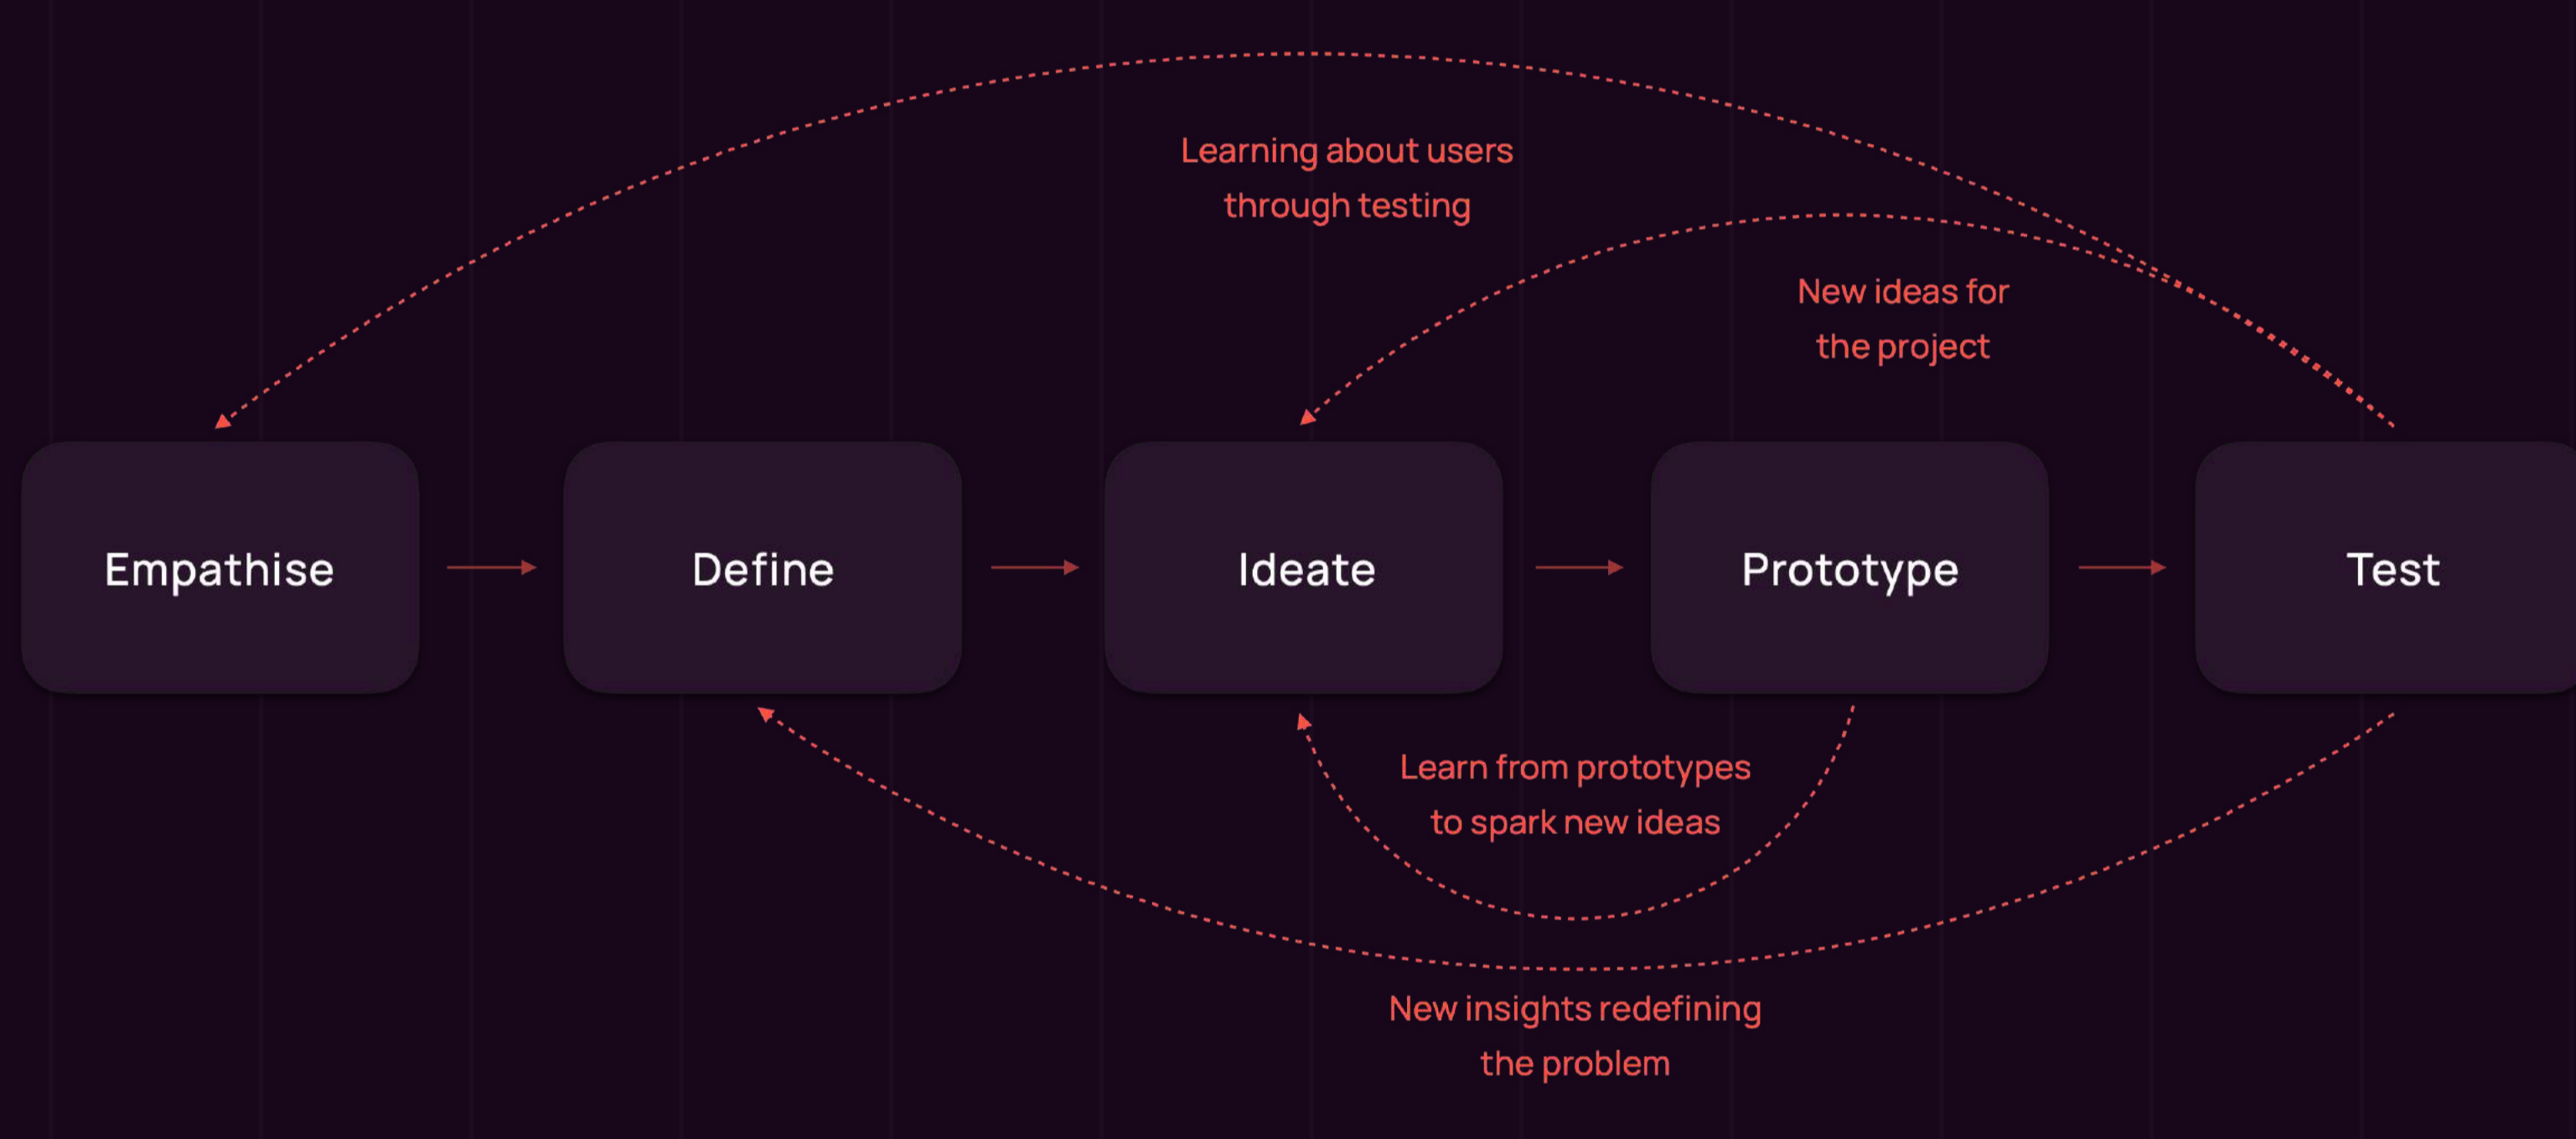 Learning about users
through testing
New ideas for
the project
Empathise
Define
Ideate
Prototype
Test
Learn from prototypes
to spark new ideas
New insights redefining
the problem